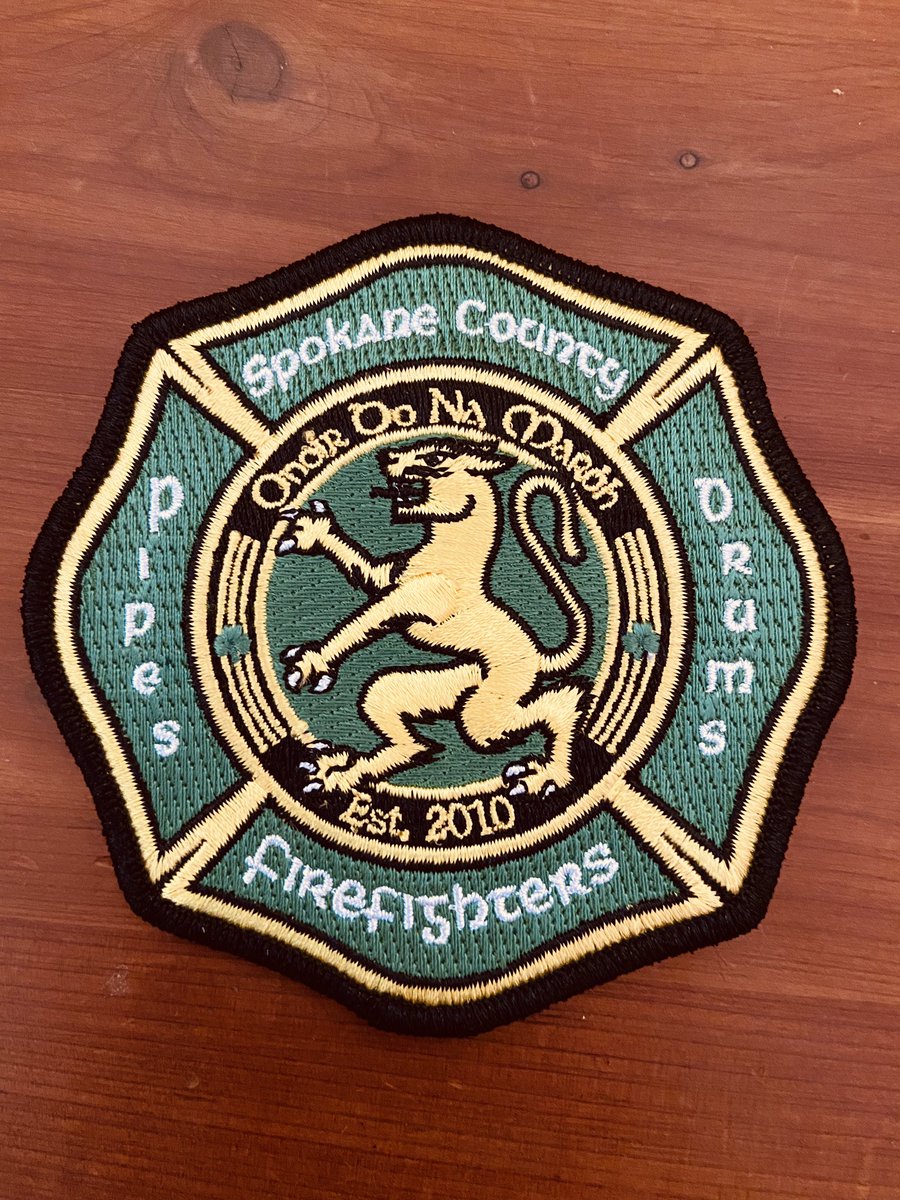 Spokane County
Onóir Do Na Marbh
Pipes
Drums
Est. 2010
Firefighters